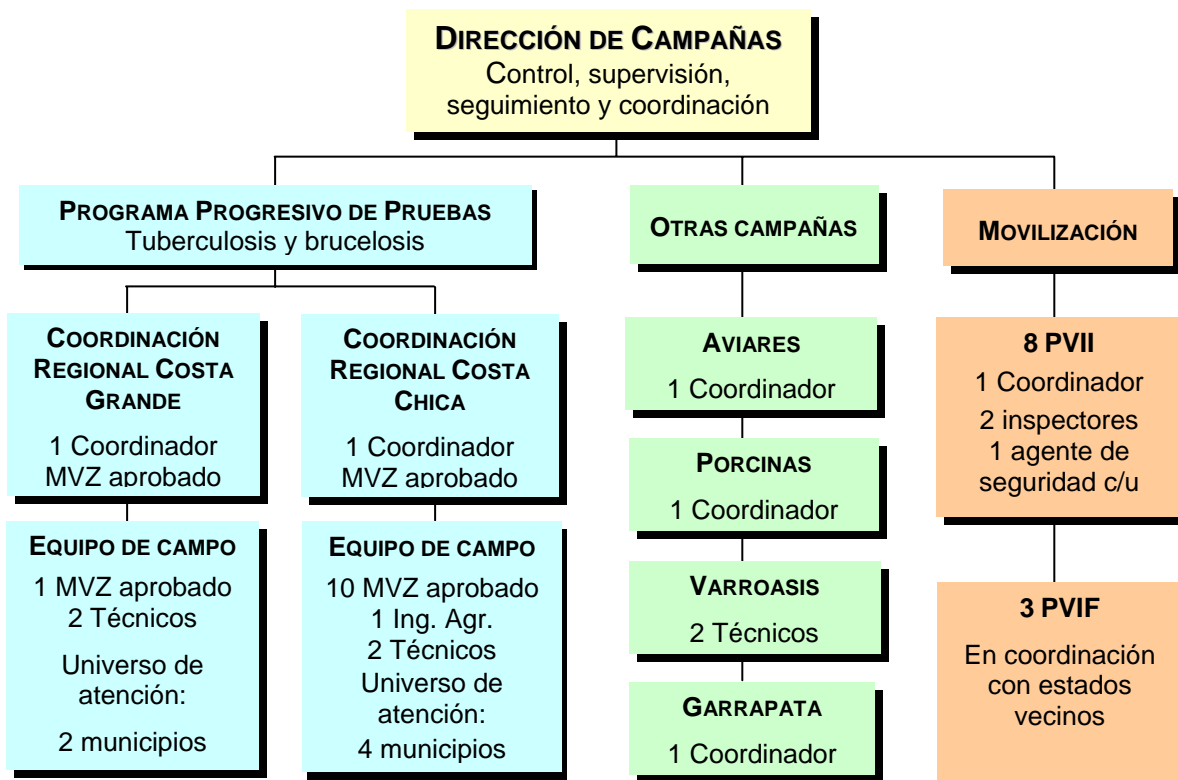 DIRECCIÓN DE CAMPAÑAS
Control, supervisión,
seguimiento y coordinación
PROGRAMA PROGRESIVO DE PRUEBAS
Tuberculosis y brucelosis
OTRAS CAMPAÑAS
MOVILIZACIÓN
COORDINACIÓN
REGIONAL COSTA
GRANDE
1 Coordinador
MVZ aprobado
COORDINACIÓN
REGIONAL COSTA
CHICA
1 Coordinador
MVZ aprobado
EQUIPO DE CAMPO
1 MVZ aprobado
2 Técnicos
Universo de
atención:
2 municipios
EQUIPO DE CAMPO
10 MVZ aprobado
1 Ing. Agr.
2 Técnicos
Universo de
atención:
4 municipios
AVIARES
1 Coordinador
PORCINAS
1 Coordinador
VARROASIS
2 Técnicos
GARRAPATA
1 Coordinador
8 PVII
1 Coordinador
2 inspectores
1 agente de
seguridad c/u
3 PVIF
En coordinación
con estados
vecinos